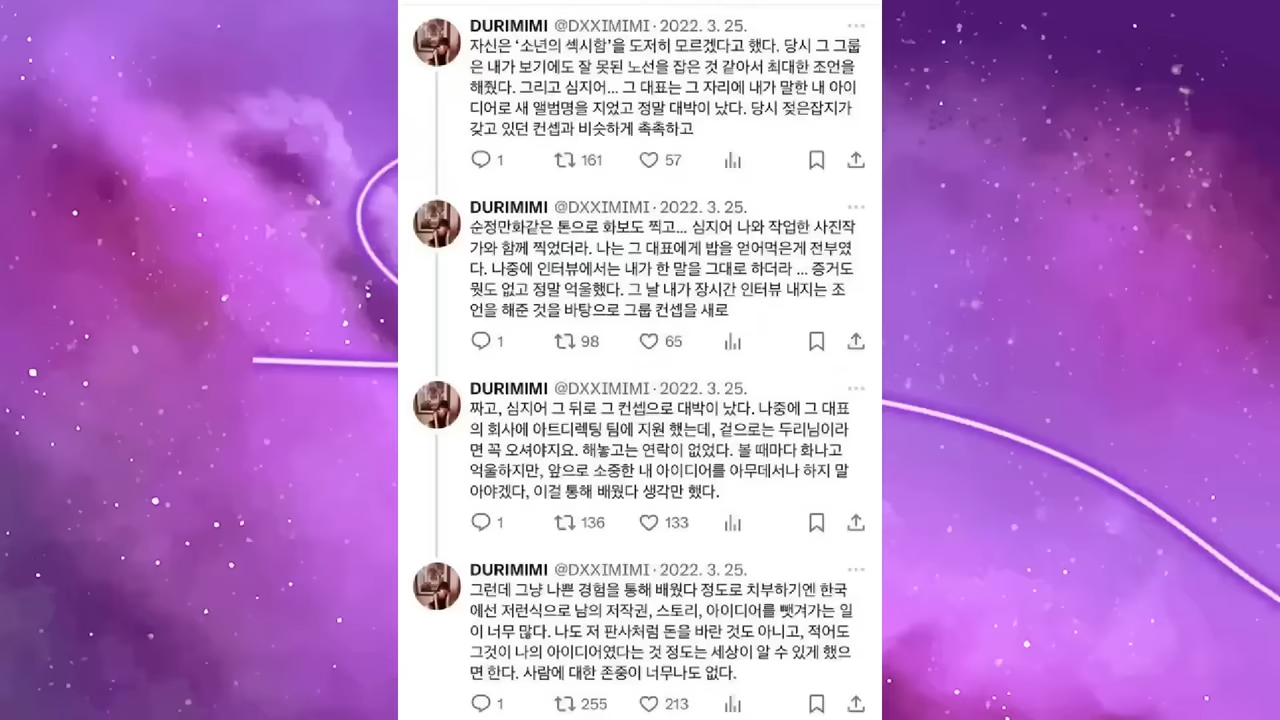 DURIMIMI @DXXIMIMI · 2022. 3. 25.
자신은 ‘소년의 섹시함’을 도저히 모르겠다고 했다. 당시 그 그룹
은 내가 보기에도 잘 못된 노선을 잡은 것 같아서 최대한 조언을
해줬다. 그리고 심지어... 그 대표는 그 자리에 내가 말한 내 아이
디어로 새 앨범명을 지었고 정말 대박이 났다. 당시 젖은잡지가
갖고 있던 컨셉과 비슷하게 촉촉하고
1 161 57
DURIMIMI @DXXIMIMI · 2022. 3. 25.
순정만화같은 톤으로 화보도 찍고... 심지어 나와 작업한 사진작
가와 함께 찍었더라. 나는 그 대표에게 밥을 얻어먹은게 전부였
다. 나중에 인터뷰에서는 내가 한 말을 그대로 하더라 ... 증거도
뭣도 없고 정말 억울했다. 그 날 내가 장시간 인터뷰 내지는 조
언을 해준 것을 바탕으로 그룹 컨셉을 새로
1 98 65
DURIMIMI @DXXIMIMI · 2022. 3. 25.
짜고, 심지어 그 뒤로 그 컨셉으로 대박이 났다. 나중에 그 대표
의 회사에 아트디렉팅 팀에 지원 했는데, 겉으로는 두리님이라
면 꼭 오셔야지요. 해놓고는 연락이 없었다. 볼 때마다 화나고
억울하지만, 앞으로 소중한 내 아이디어를 아무데서나 하지 말
아야겠다, 이걸 통해 배웠다 생각만 했다.
1 136 133
DURIMIMI @DXXIMIMI · 2022. 3. 25.
그런데 그냥 나쁜 경험을 통해 배웠다 정도로 치부하기엔 한국
에선 저런식으로 남의 저작권, 스토리, 아이디어를 뺏겨가는 일
이 너무 많다. 나도 저 판사처럼 돈을 바란 것도 아니고, 적어도
그것이 나의 아이디어였다는 것 정도는 세상이 알 수 있게 했으
면 한다. 사람에 대한 존중이 너무나도 없다.
1 255 213